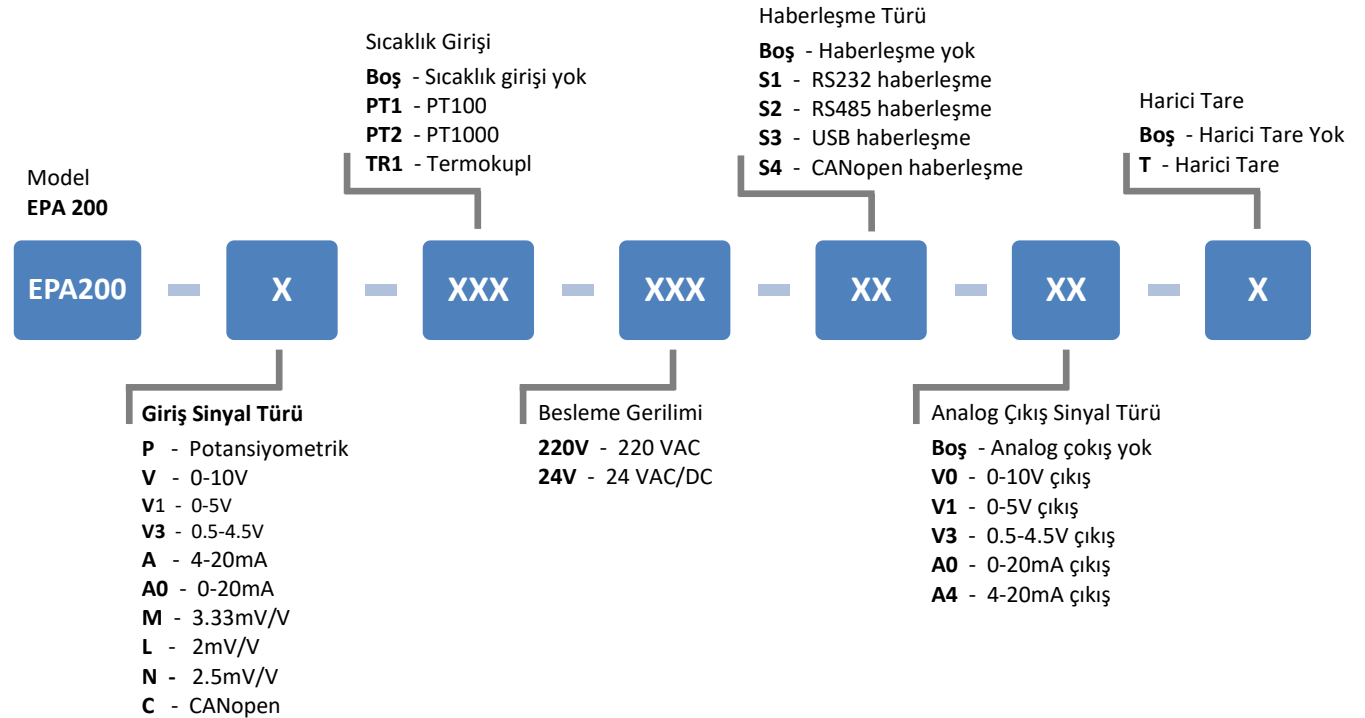 Haberleşme Türü
Boş - Haberleşme yok
S1 - RS232 haberleşme
S2 - RS485 haberleşme
S3 - USB haberleşme
S4 - CANopen haberleşme
Sıcaklık Girişi
Boş - Sıcaklık girişi yok
PT1 - PT100
PT2 - PT1000
TR1 - Termokupl
Harici Tare
Boş - Harici Tare Yok
T - Harici Tare
Model
EPA 200
EPA200 - X - XXX - XXX - XX - XX - X
Giriş Sinyal Türü
P - Potansiyometrik
V - 0-10V
V1 - 0-5V
V3 - 0.5-4.5V
A - 4-20mA
A0 - 0-20mA
M - 3.33mV/V
L - 2mV/V
N - 2.5mV/V
C - CANopen
Besleme Gerilimi
220V - 220 VAC
24V - 24 VAC/DC
Analog Çıkış Sinyal Türü
Boş - Analog çokış yok
V0 - 0-10V çıkış
V1 - 0-5V çıkış
V3 - 0.5-4.5V çıkış
A0 - 0-20mA çıkış
A4 - 4-20mA çıkış